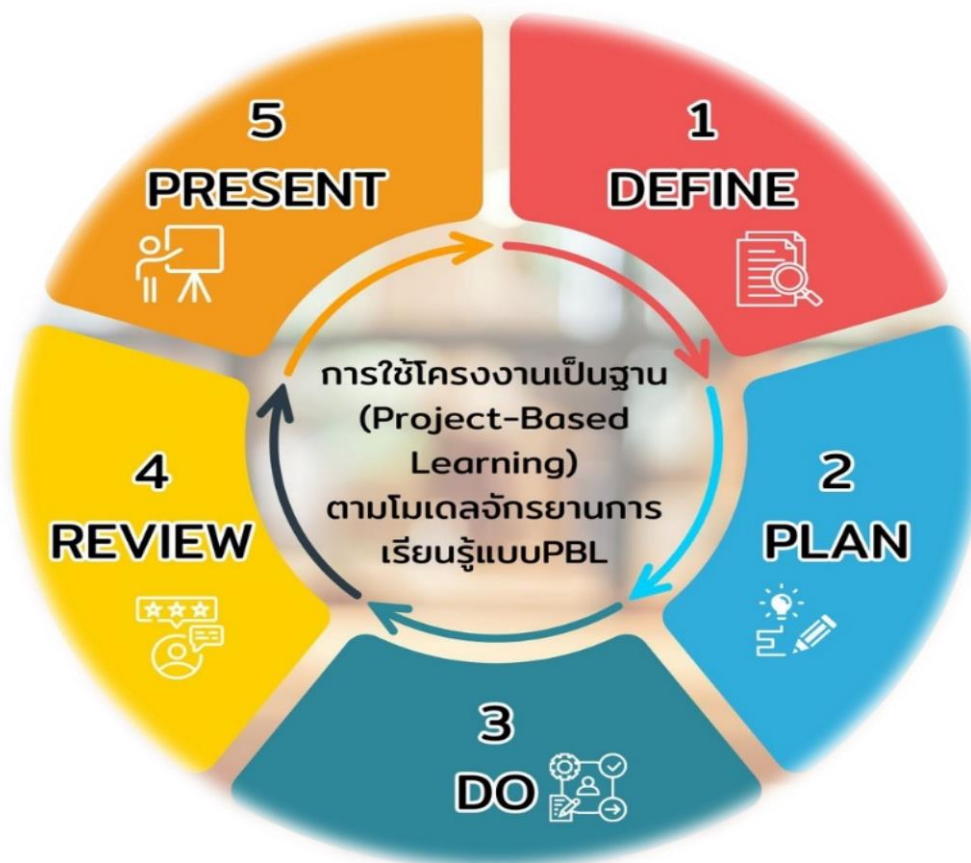 1
DEFINE
2
PLAN
3
DO
4
REVIEW
5
PRESENT
การใช้โครงงานเป็นฐาน
(Project-Based
Learning)
ตามโมเดลจักรยานการ
เรียนรู้แบบPBL